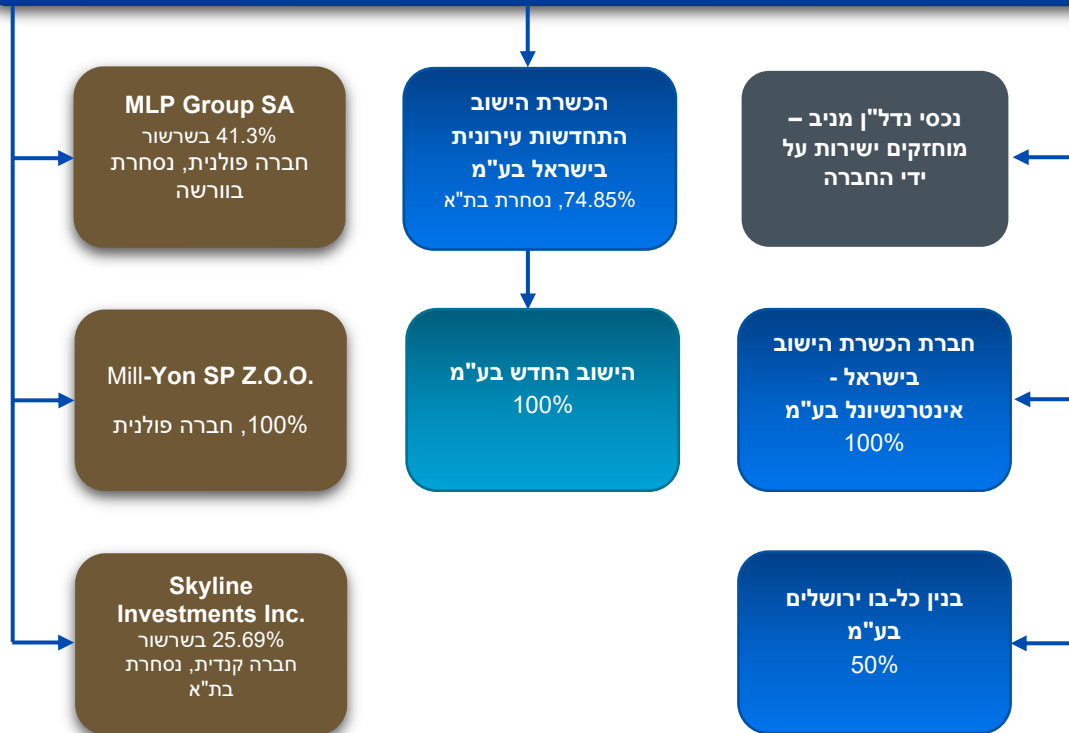 נכסי נדל"ן מניב –
מוחזקים ישירות על
ידי החברה
הכשרת הישוב
התחדשות עירונית
בישראל בע"מ
74.85%, נסחרת בת"א
MLP Group SA
41.3% בשרשור
חברה פולנית, נסחרת
בוורשה
חברת הכשרת הישוב
בישראל -
אינטרנשיונל בע"מ
100%
הישוב החדש בע"מ
100%
Mill-Yon SP Z.O.O.
100%, חברה פולנית
בנין כל-בו ירושלים
בע"מ
50%
Skyline
Investments Inc.
25.69% בשרשור
חברה קנדית, נסחרת
בת"א